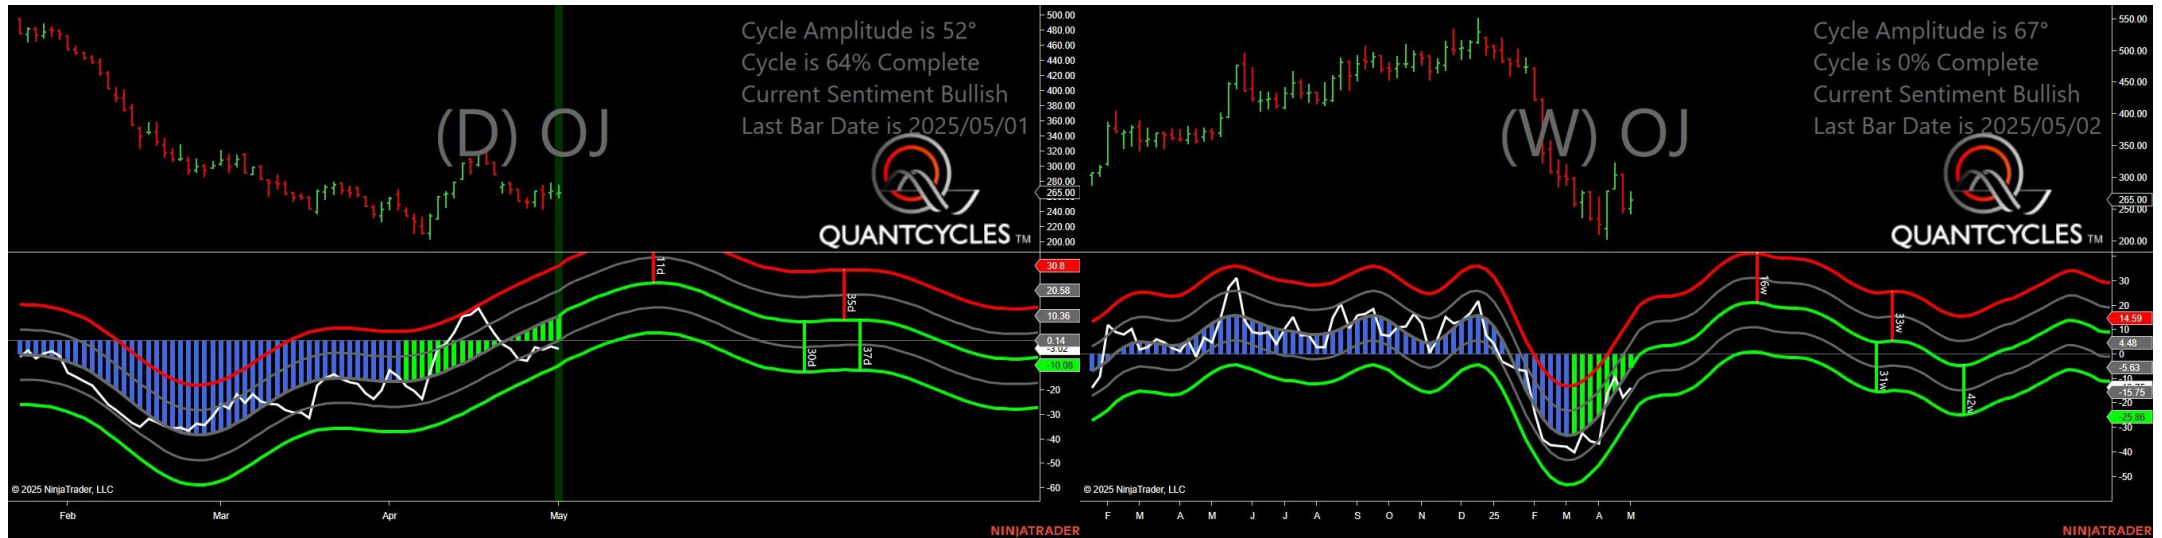 Cycle Amplitude is 52°
Cycle is 64% Complete
Current Sentiment Bullish
Last Bar Date is 2025/05/01
(D) OJ
QUANTCYCLES TM
500.00
480.00
460.00
440.00
420.00
400.00
380.00
360.00
340.00
320.00
300.00
280.00
265.00
240.00
220.00
200.00
11d
35d
30d
37d
30.8
20.58
10.36
0.14
-3.02
-10.08
-20
-30
-40
-50
-60
© 2025 NinjaTrader, LLC
Feb Mar Apr May
NINJATRADER
Cycle Amplitude is 67°
Cycle is 0% Complete
Current Sentiment Bullish
Last Bar Date is 2025/05/02
(W) OJ
QUANTCYCLES TM
550.00
500.00
450.00
400.00
350.00
300.00
265.00
250.00
200.00
16w
33w
31w
42w
30
20
14.59
10
4.48
0
-5.63
-10
-15.75
-20
-25.86
-30
-40
-50
© 2025 NinjaTrader, LLC
F M A M J J A S O N D 25 F M A M
NINJATRADER